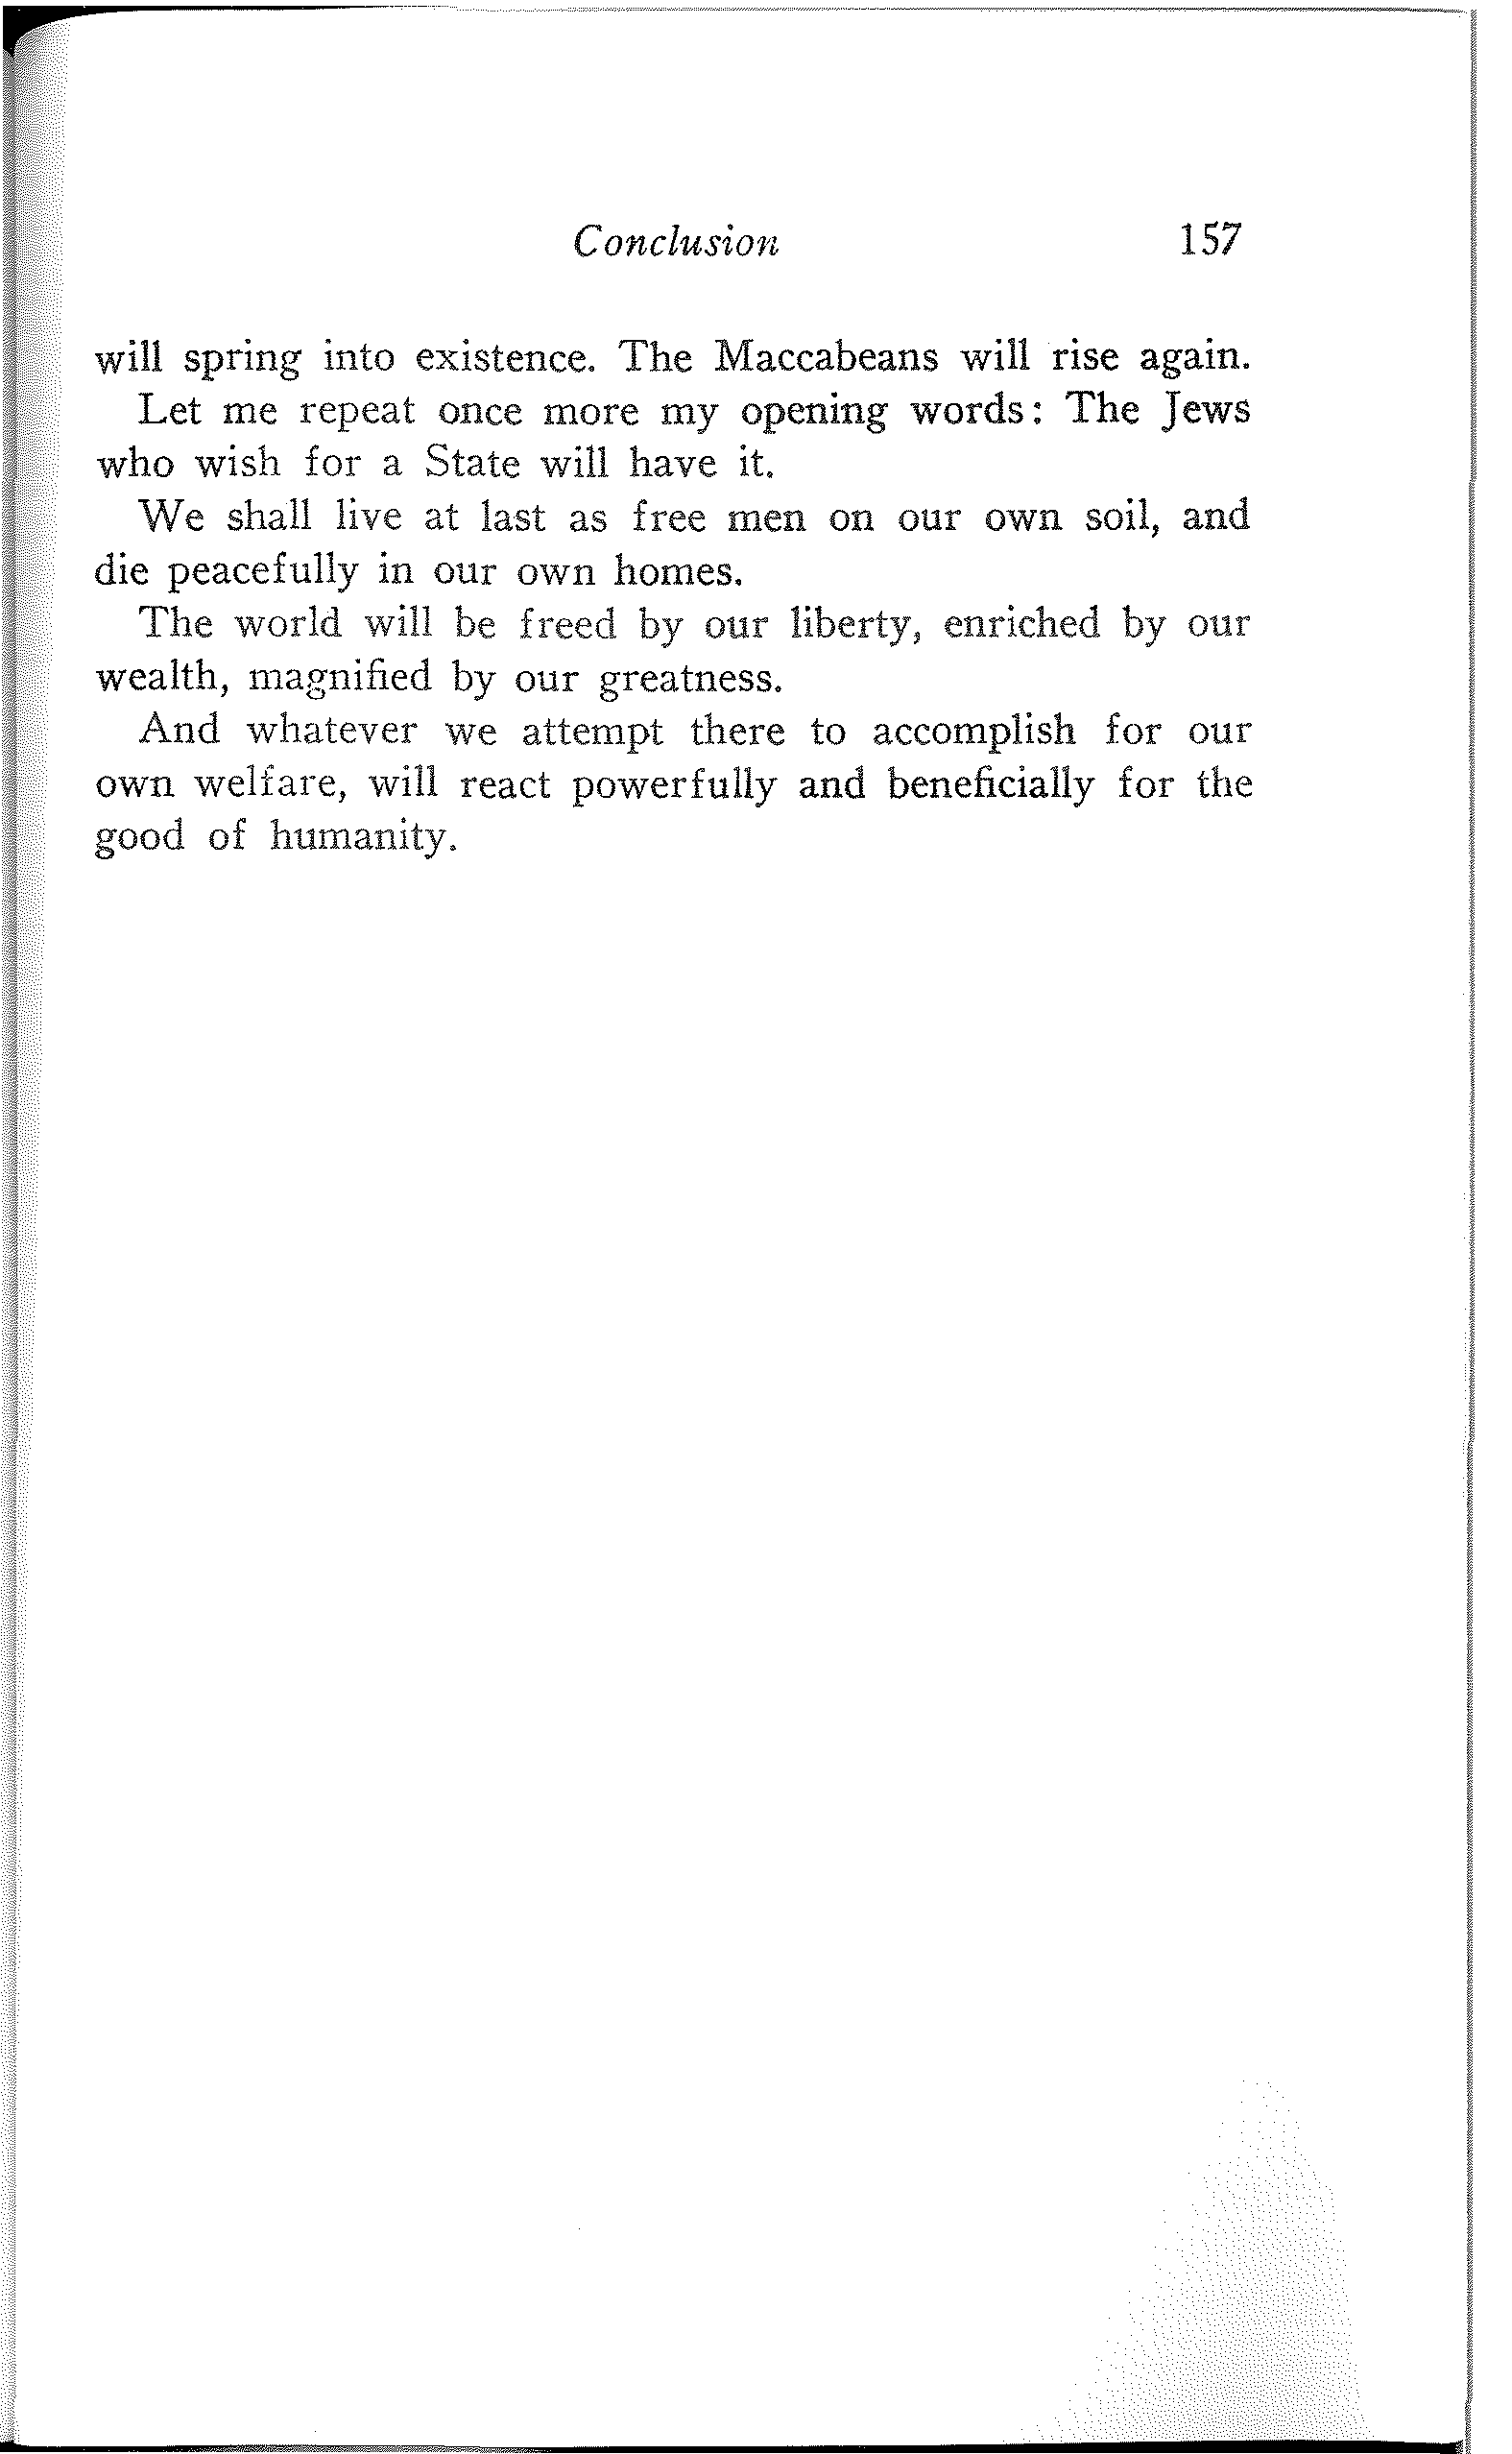 Conclusion 157
will spring into existence. The Maccabeans will rise again.
Let me repeat once more my opening words: The Jews
who wish for a State will have it.
We shall live at last as free men on our own soil, and
die peacefully in our own homes.
The world will be freed by our liberty, enriched by our
wealth, magnified by our greatness.
And whatever we attempt there to accomplish for our
own welfare, will react powerfully and beneficially for the
good of humanity.